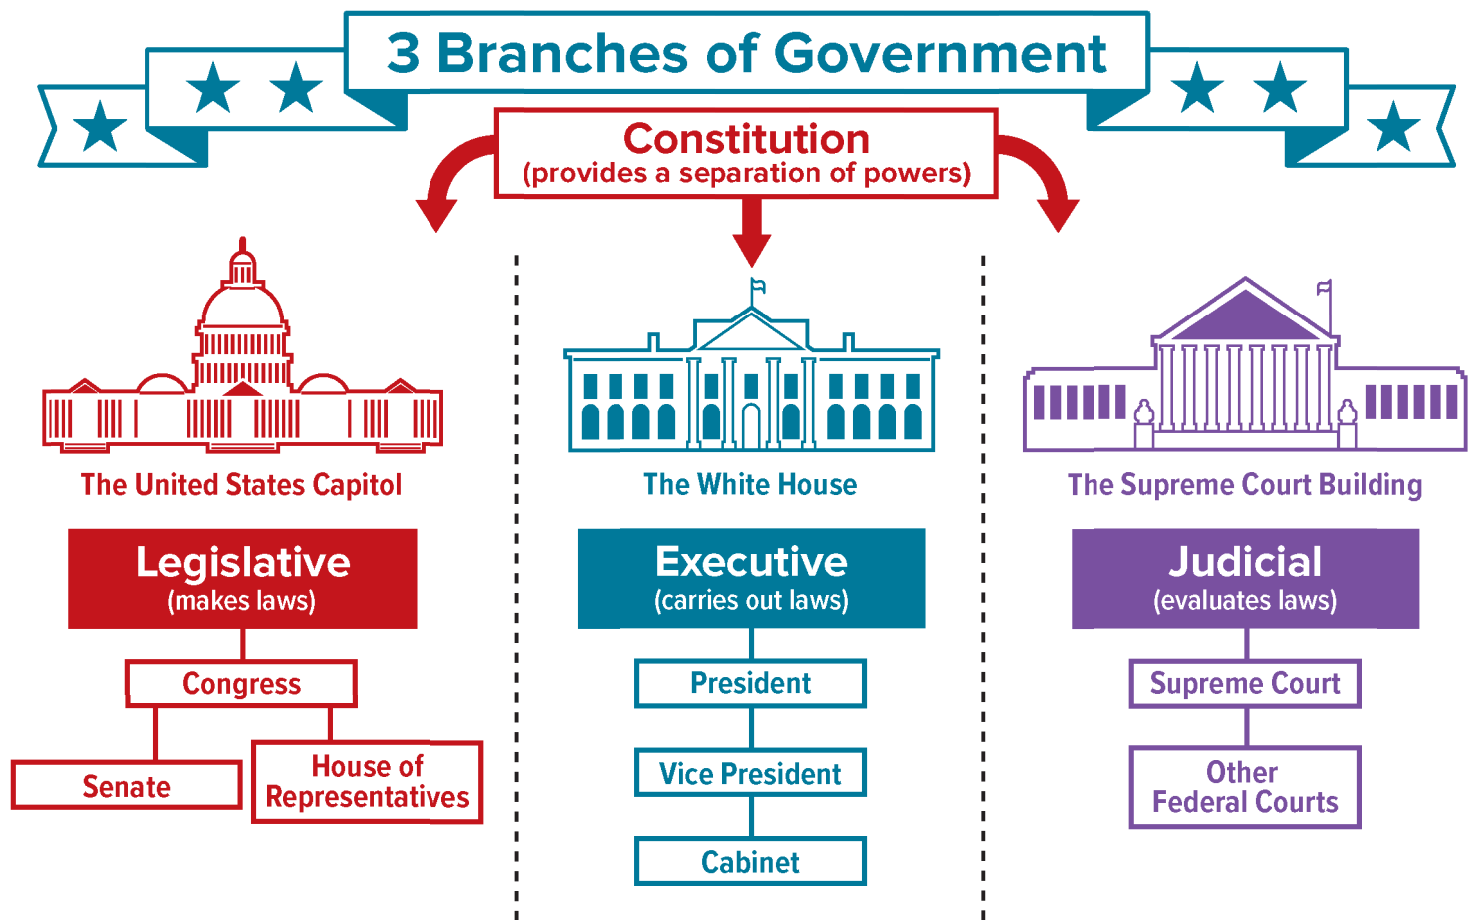 3 Branches of Government
Constitution
(provides a separation of powers)
The United States Capitol
Legislative
(makes laws)
Congress
Senate
House of
Representatives
The White House
Executive
(carries out laws)
President
Vice President
Cabinet
The Supreme Court Building
Judicial
(evaluates laws)
Supreme Court
Other
Federal Courts